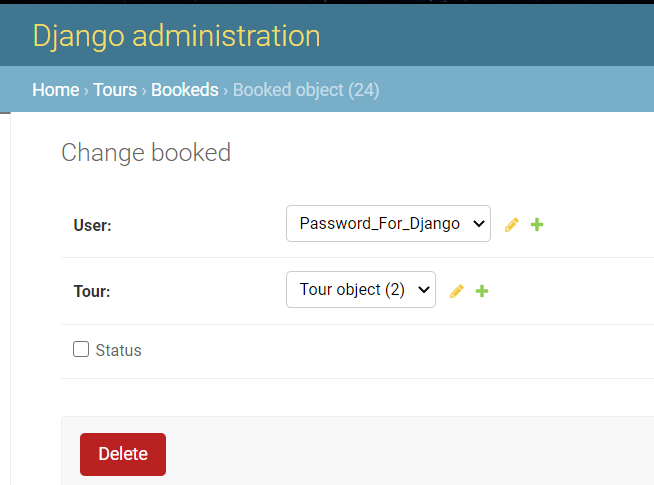 Django administration
Home › Tours › Bookeds › Booked object (24)
Change booked
User: Password_For_Django
Tour: Tour object (2)
Status
Delete